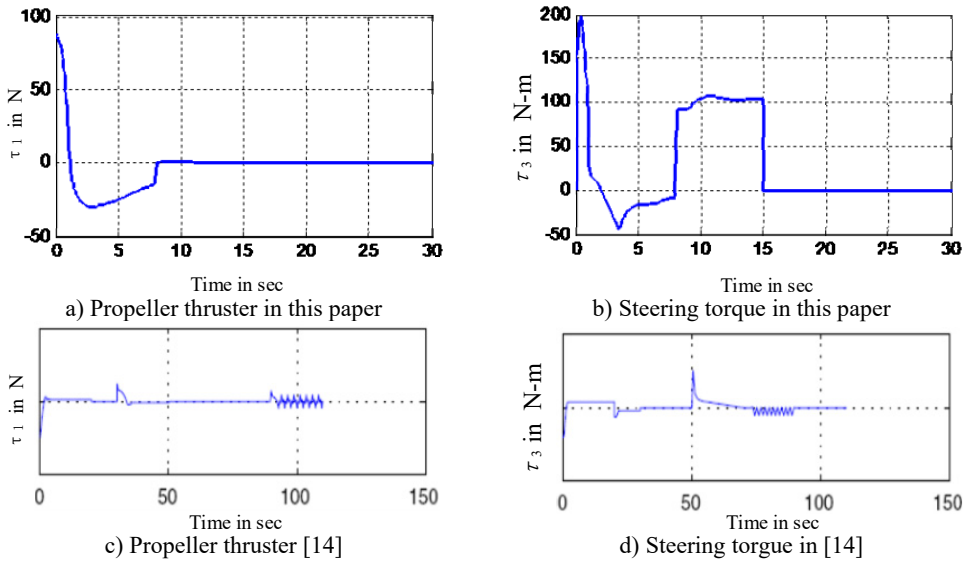 100
50
0
-50
τ 1 in N
0 5 10 15 20 25 30
Time in sec
a) Propeller thruster in this paper
200
150
100
50
0
-50
τ 3 in N-m
0 5 10 15 20 25 30
Time in sec
b) Steering torque in this paper
τ 1 in N
0 50 100 150
Time in sec
c) Propeller thruster [14]
τ 3 in N-m
0 50 100 150
Time in sec
d) Steering torgue in [14]